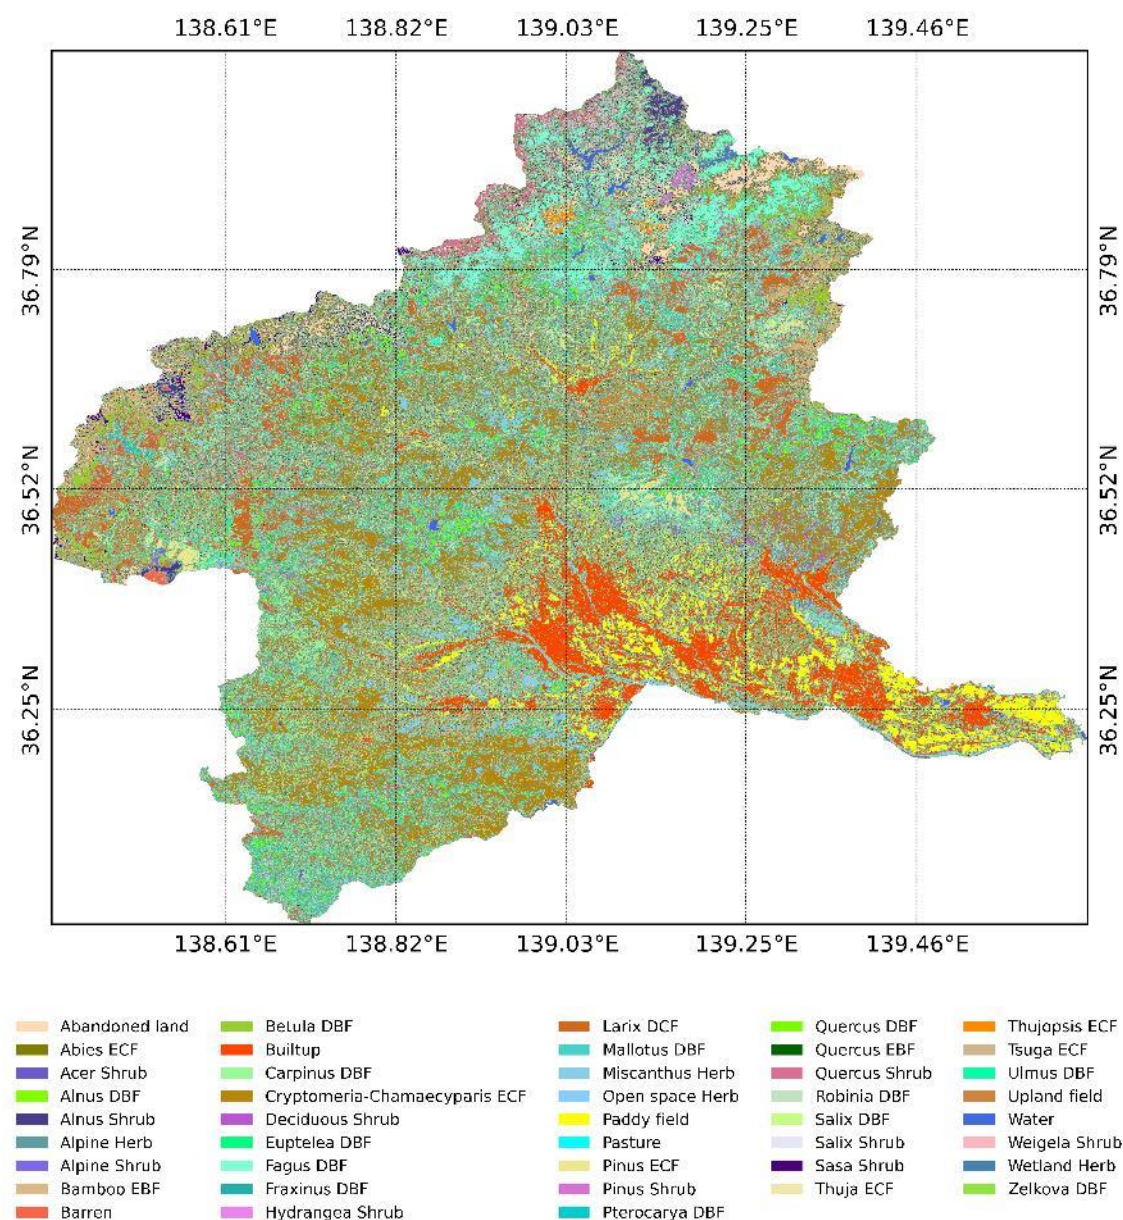 138.61°E 138.82°E 139.03°E 139.25°E 139.46°E
36.79°N 36.79°N
36.52°N 36.52°N
36.25°N 36.25°N
138.61°E 138.82°E 139.03°E 139.25°E 139.46°E
Abandoned land
Abies ECF
Acer Shrub
Alnus DBF
Alnus Shrub
Alpine Herb
Alpine Shrub
Bamboo EBF
Barren
Betula DBF
Builtup
Carpinus DBF
Cryptomeria-Chamaecyparis ECF
Deciduous Shrub
Euptelea DBF
Fagus DBF
Fraxinus DBF
Hydrangea Shrub
Larix DCF
Mallotus DBF
Miscanthus Herb
Open space Herb
Paddy field
Pasture
Pinus ECF
Pinus Shrub
Pterocarya DBF
Quercus DBF
Quercus EBF
Quercus Shrub
Robinia DBF
Salix DBF
Salix Shrub
Sasa Shrub
Thuja ECF
Thujopsis ECF
Tsuga ECF
Ulmus DBF
Upland field
Water
Weigela Shrub
Wetland Herb
Zelkova DBF